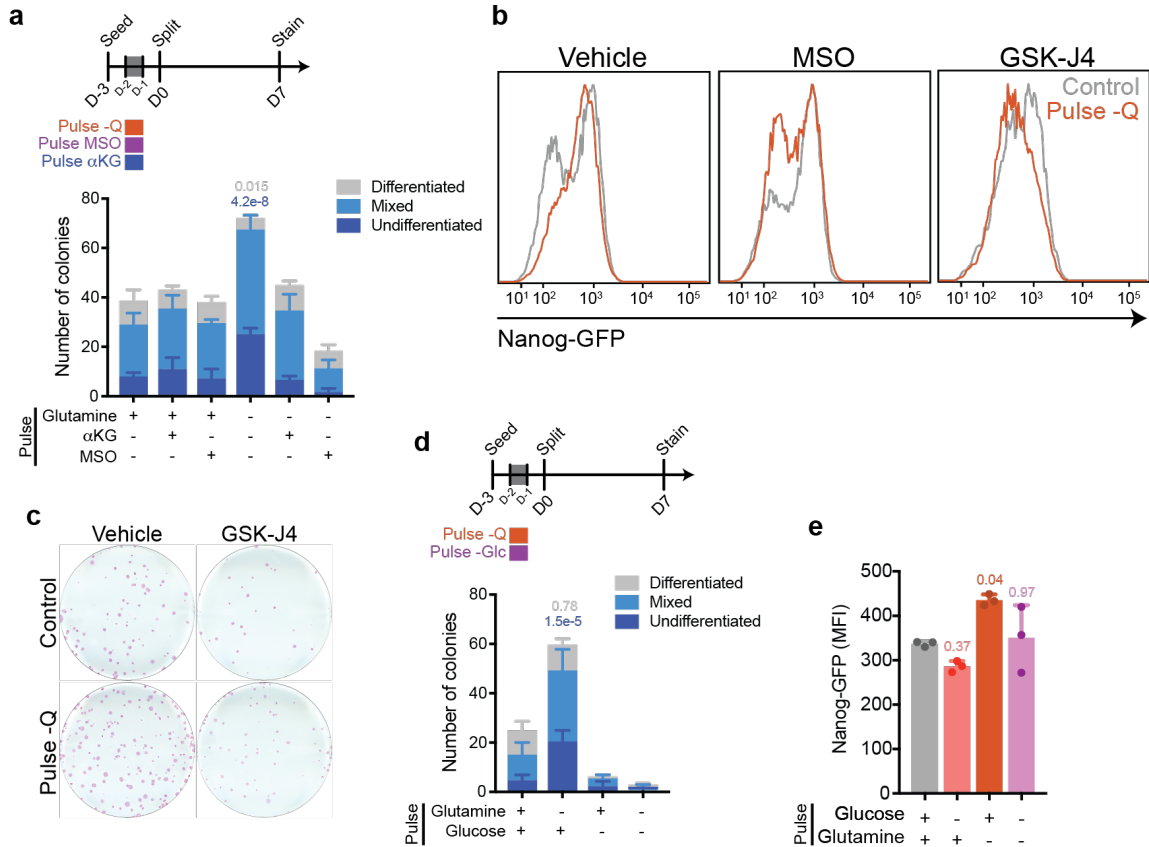 a
Seed
Split
Stain
D-3
D-2
D-1
D0
D7
Pulse -Q
Pulse MSO
Pulse αKG
0.015
4.2e-8
Differentiated
Mixed
Undifferentiated
Number of colonies
80
60
40
20
0
Pulse
Glutamine + + + - - -
αKG - + - - + -
MSO - - + - - +
b
Vehicle
MSO
GSK-J4
Control
Pulse -Q
10¹ 10² 10³ 10⁴ 10⁵
10¹ 10² 10³ 10⁴ 10⁵
10¹ 10² 10³ 10⁴ 10⁵
Nanog-GFP
c
Vehicle GSK-J4
Control
Pulse -Q
d
Seed
Split
Stain
D-3
D-2
D-1
D0
D7
Pulse -Q
Pulse -Glc
Differentiated
Mixed
Undifferentiated
0.78
1.5e-5
Number of colonies
80
60
40
20
0
Pulse
Glutamine + - + -
Glucose + + - -
e
Nanog-GFP (MFI)
500
400
300
200
100
0
0.37
0.04
0.97
Pulse
Glucose + - + -
Glutamine + + - -